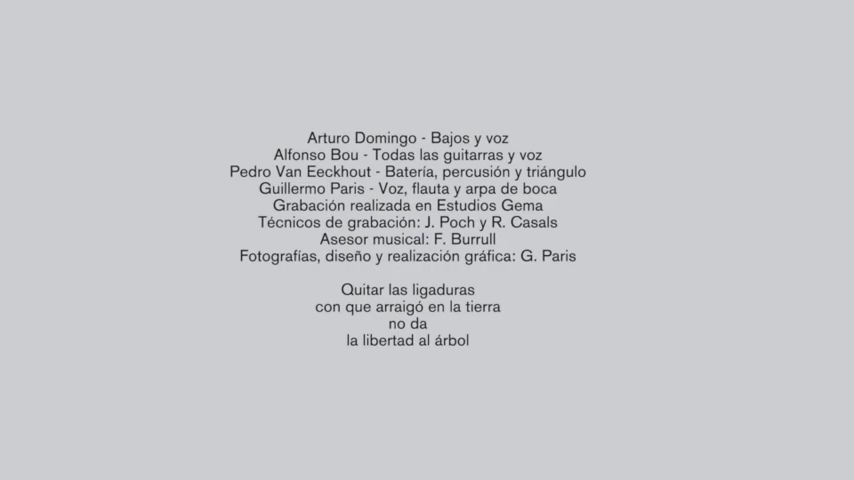 Arturo Domingo - Bajos y voz
Alfonso Bou - Todas las guitarras y voz
Pedro Van Eeckhout - Batería, percusión y triángulo
Guillermo Paris - Voz, flauta y arpa de boca
Grabación realizada en Estudios Gema
Técnicos de grabación: J. Poch y R. Casals
Asesor musical: F. Burrull
Fotografías, diseño y realización gráfica: G. Paris
Quitar las ligaduras
con que arraigó en la tierra
no da
la libertad al árbol